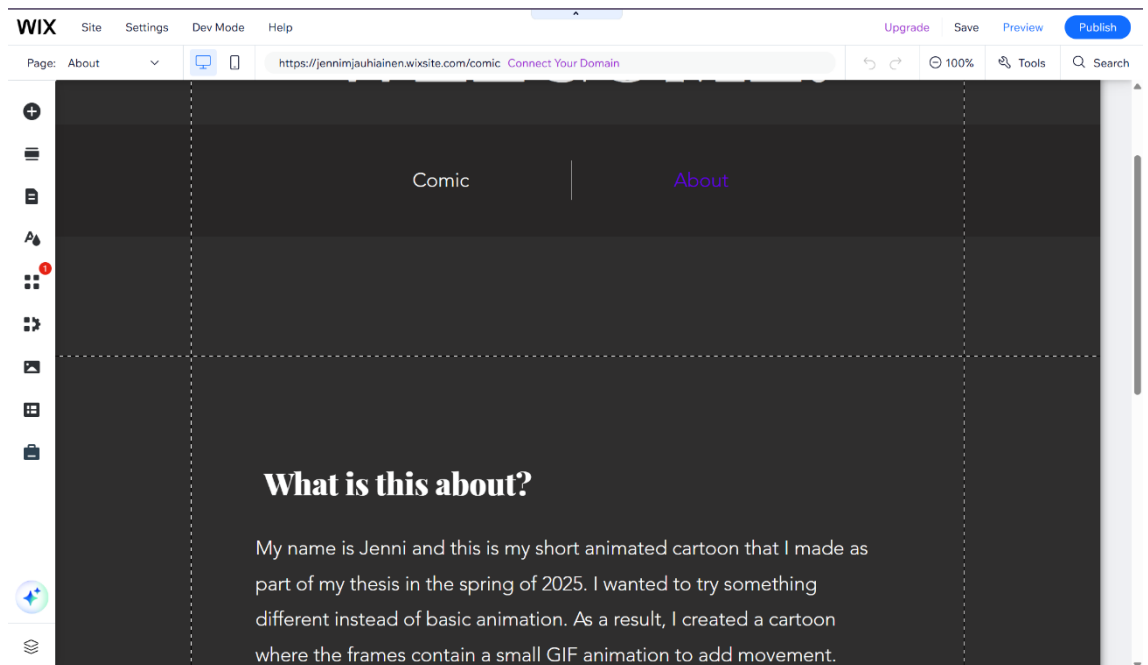 WIX Site Settings Dev Mode Help Upgrade Save Preview Publish
Page: About https://jennimjauhiainen.wixsite.com/comic Connect Your Domain 100% Tools Search
Comic About
1
What is this about?
My name is Jenni and this is my short animated cartoon that I made as
part of my thesis in the spring of 2025. I wanted to try something
different instead of basic animation. As a result, I created a cartoon
where the frames contain a small GIF animation to add movement.